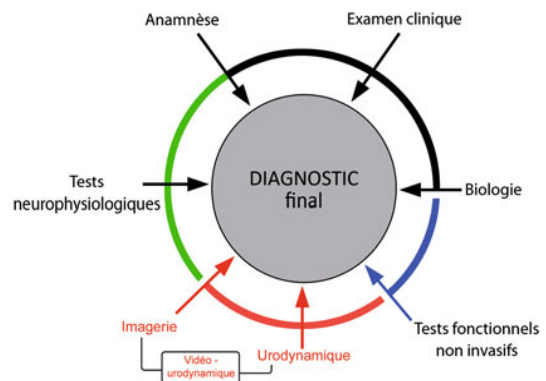 Anamnèse
Examen clinique
DIAGNOSTIC
final
Tests
neurophysiologiques
Biologie
Imagerie
Vidéo -
urodynamique
Urodynamique
Tests fonctionnels
non invasifs